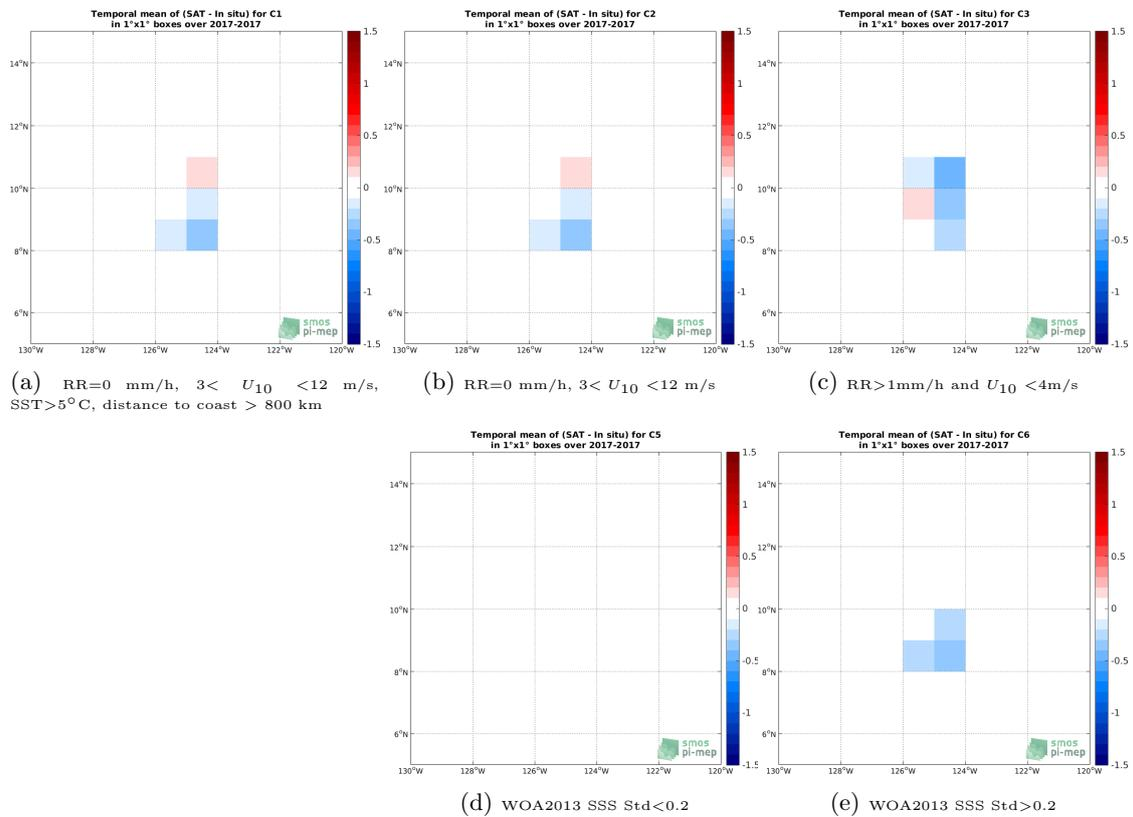 Temporal mean of (SAT - In situ) for C1
in 1°x1° boxes over 2017-2017
14°N
12°N
10°N
8°N
6°N
130°W 128°W 126°W 124°W 122°W 120°W
1.5
1
0.5
0
-0.5
-1
-1.5
smos
pi-mep
(a) RR=0 mm/h, 3< U10 <12 m/s,
SST>5°C, distance to coast > 800 km
Temporal mean of (SAT - In situ) for C2
in 1°x1° boxes over 2017-2017
14°N
12°N
10°N
8°N
6°N
130°W 128°W 126°W 124°W 122°W 120°W
1.5
1
0.5
0
-0.5
-1
-1.5
smos
pi-mep
(b) RR=0 mm/h, 3< U10 <12 m/s
Temporal mean of (SAT - In situ) for C3
in 1°x1° boxes over 2017-2017
14°N
12°N
10°N
8°N
6°N
130°W 128°W 126°W 124°W 122°W 120°W
1.5
1
0.5
0
-0.5
-1
-1.5
smos
pi-mep
(c) RR>1mm/h and U10 <4m/s
Temporal mean of (SAT - In situ) for C5
in 1°x1° boxes over 2017-2017
14°N
12°N
10°N
8°N
6°N
130°W 128°W 126°W 124°W 122°W 120°W
1.5
1
0.5
0
-0.5
-1
-1.5
smos
pi-mep
(d) WOA2013 SSS Std<0.2
Temporal mean of (SAT - In situ) for C6
in 1°x1° boxes over 2017-2017
14°N
12°N
10°N
8°N
6°N
130°W 128°W 126°W 124°W 122°W 120°W
1.5
1
0.5
0
-0.5
-1
-1.5
smos
pi-mep
(e) WOA2013 SSS Std>0.2